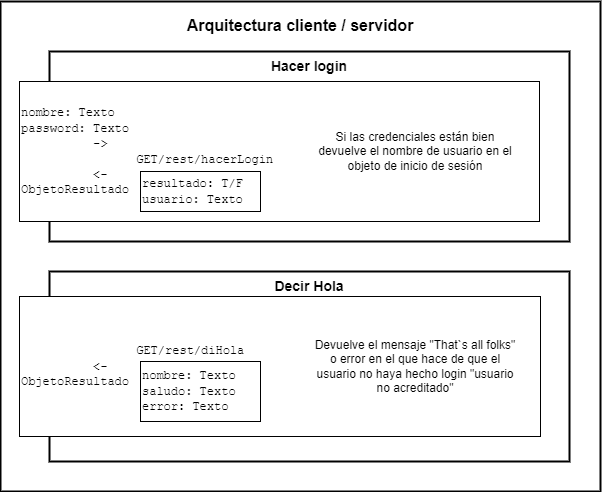 Arquitectura cliente / servidor
Hacer login
nombre: Texto
password: Texto
->
GET/rest/hacerLogin
<-
ObjetoResultado
resultado: T/F
usuario: Texto
Si las credenciales están bien
devuelve el nombre de usuario en el
objeto de inicio de sesión
Decir Hola
GET/rest/diHola
<-
ObjetoResultado
nombre: Texto
saludo: Texto
error: Texto
Devuelve el mensaje "That`s all folks"
o error en el que hace de que el
usuario no haya hecho login "usuario
no acreditado"